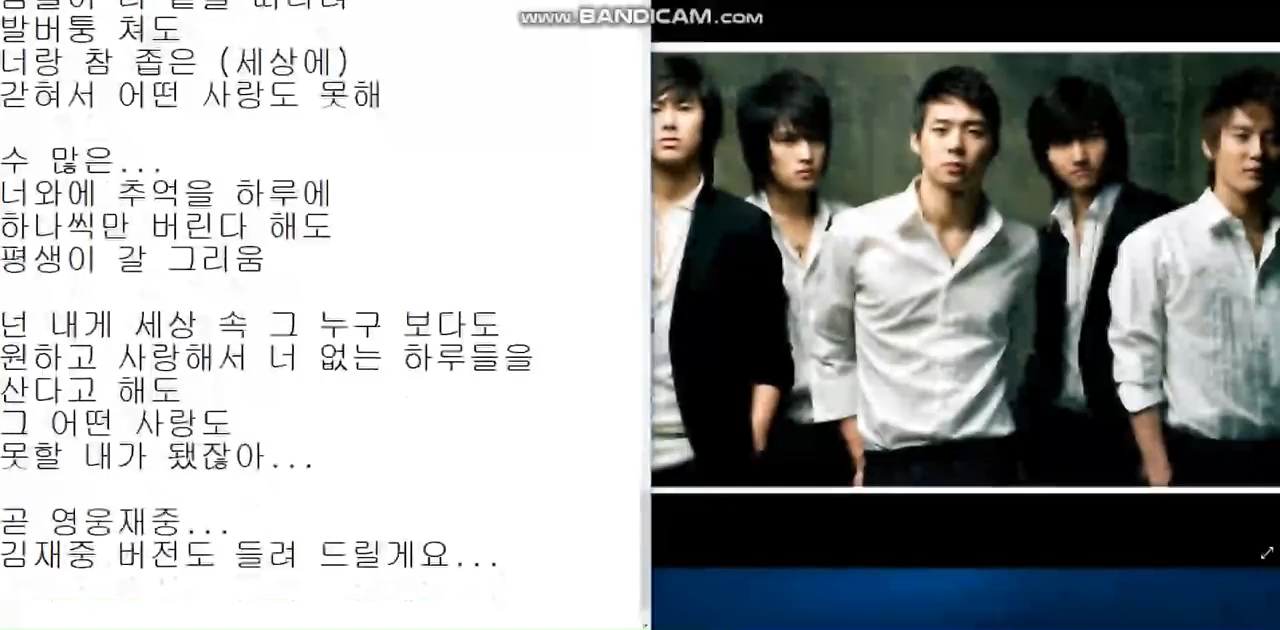 발버퉁 쳐도
너랑 참 좁은 (세상에)
갇혀서 어떤 사랑도 못해
수 많은...
너와에 추억을 하루에
하나씩만 버린다 해도
평생이 갈 그리움
넌 내게 세상 속 그 누구 보다도
원하고 사랑해서 너 없는 하루들을
산다고 해도
그 어떤 사랑도
못할 내가 됐잖아...
곧 영웅재중...
김재중 버전도 들려 드릴게요...
www.BANDICAM.com